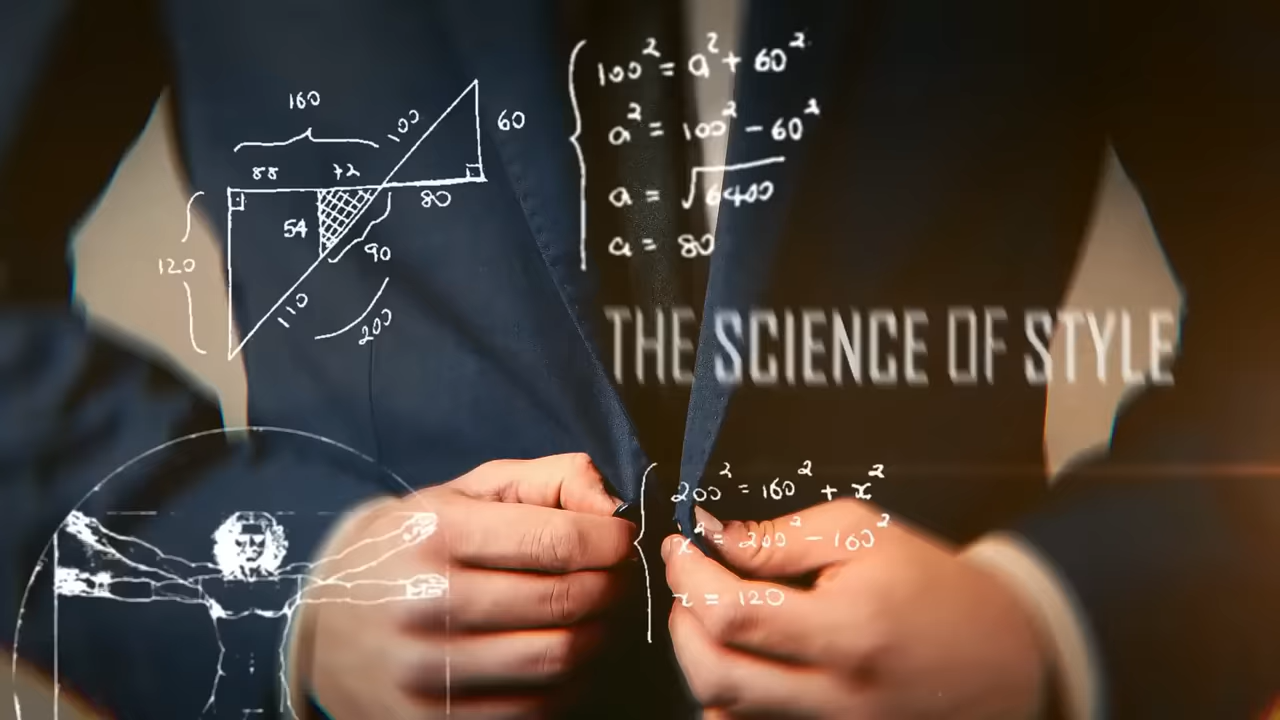 160
100
60
88
72
80
54
90
120
110
200
100² = a² + 60²
a² = 100² - 60²
a = √6400
a = 80
THE SCIENCE OF STYLE
200² = 160² + x²
x² = 200² - 160²
x = 120